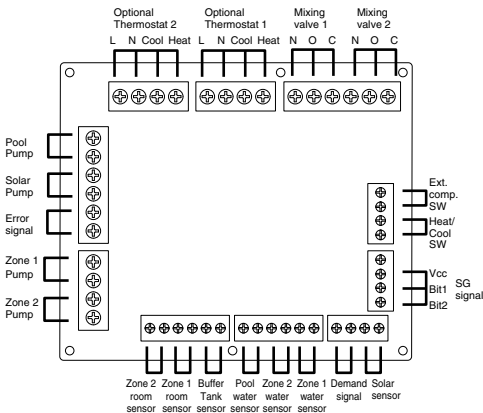 Optional
Thermostat 2
L N Cool Heat
Optional
Thermostat 1
L N Cool Heat
Mixing
valve 1
N O C
Mixing
valve 2
N O C
Pool
Pump
Solar
Pump
Error
signal
Zone 1
Pump
Zone 2
Pump
Ext.
comp.
SW
Heat/
Cool
SW
Vcc
Bit1
Bit2
SG
signal
Zone 2
room
sensor
Zone 1
room
sensor
Buffer
Tank
sensor
Pool
water
sensor
Zone 2
water
sensor
Zone 1
water
sensor
Demand
signal
Solar
sensor